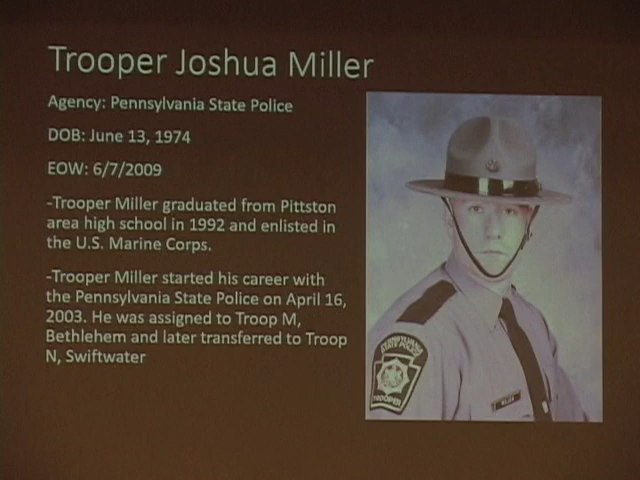 Trooper Joshua Miller
Agency: Pennsylvania State Police
DOB: June 13, 1974
EOW: 6/7/2009
-Trooper Miller graduated from Pittston
area high school in 1992 and enlisted in
the U.S. Marine Corps.
-Trooper Miller started his career with
the Pennsylvania State Police on April 16,
2003. He was assigned to Troop M,
Bethlehem and later transferred to Troop
N, Swiftwater
PENNSYLVANIA
STATE POLICE
TROOPER
MILLER